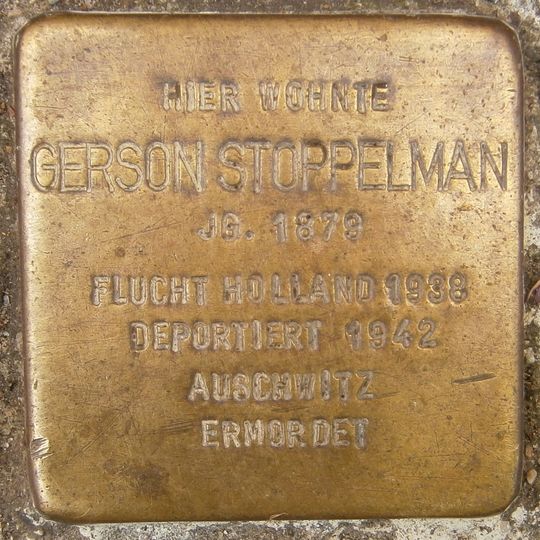 HIER WOHNTE
GERSON STOPPELMAN
JG. 1879
FLUCHT HOLLAND 1938
DEPORTIERT 1942
AUSCHWITZ
ERMORDET